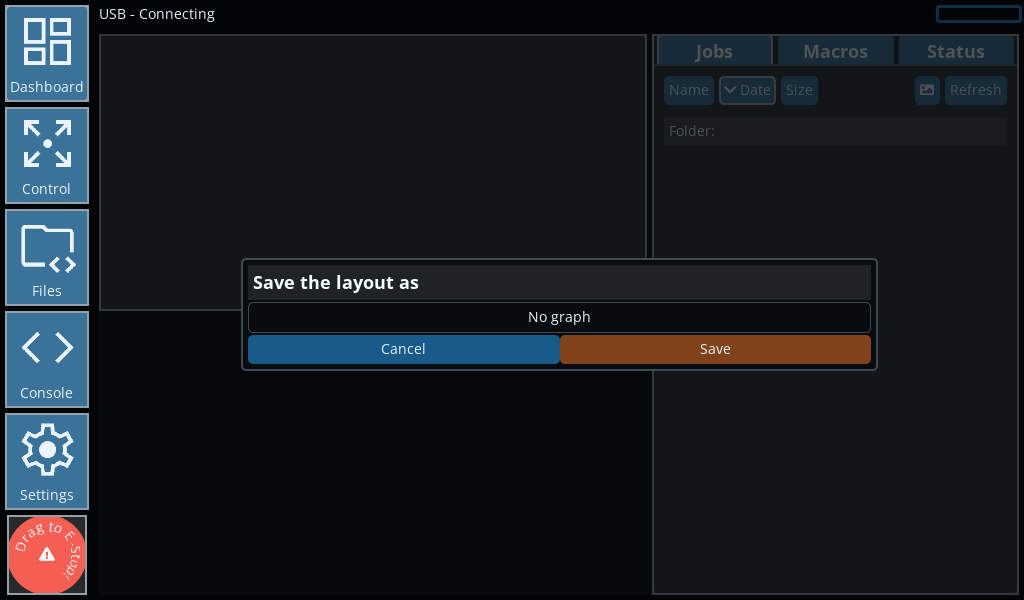 USB - Connecting
Dashboard
Control
Files
Console
Settings
Drag to E-Stop!
Jobs
Macros
Status
Name
Date
Size
Refresh
Folder:
Save the layout as
No graph
Cancel
Save